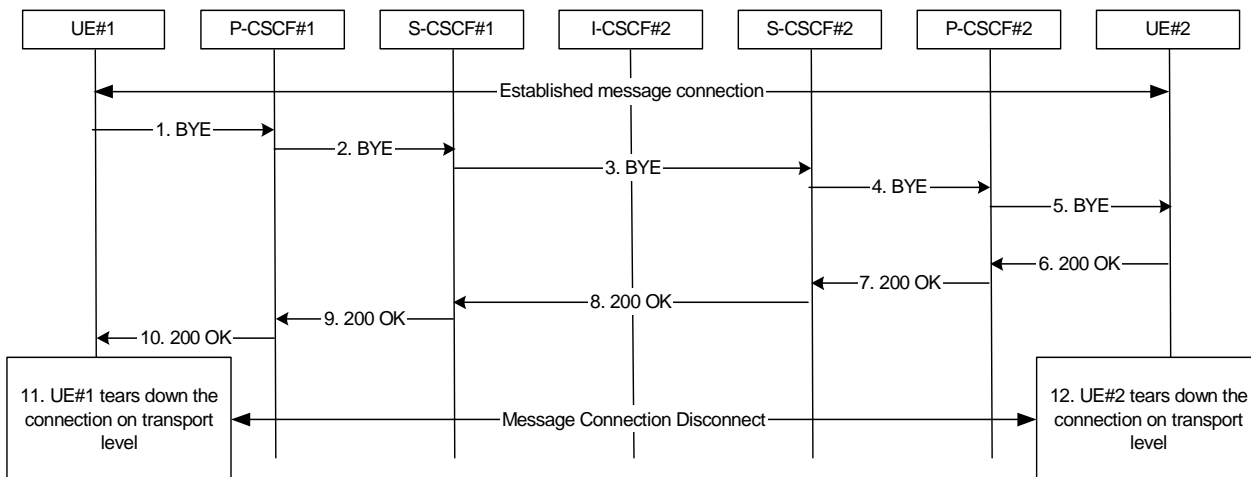 UE#1
P-CSCF#1
S-CSCF#1
I-CSCF#2
S-CSCF#2
P-CSCF#2
UE#2
Established message connection
1. BYE
2. BYE
3. BYE
4. BYE
5. BYE
6. 200 OK
7. 200 OK
8. 200 OK
9. 200 OK
10. 200 OK
11. UE#1 tears down the
connection on transport
level
Message Connection Disconnect
12. UE#2 tears down the
connection on transport
level